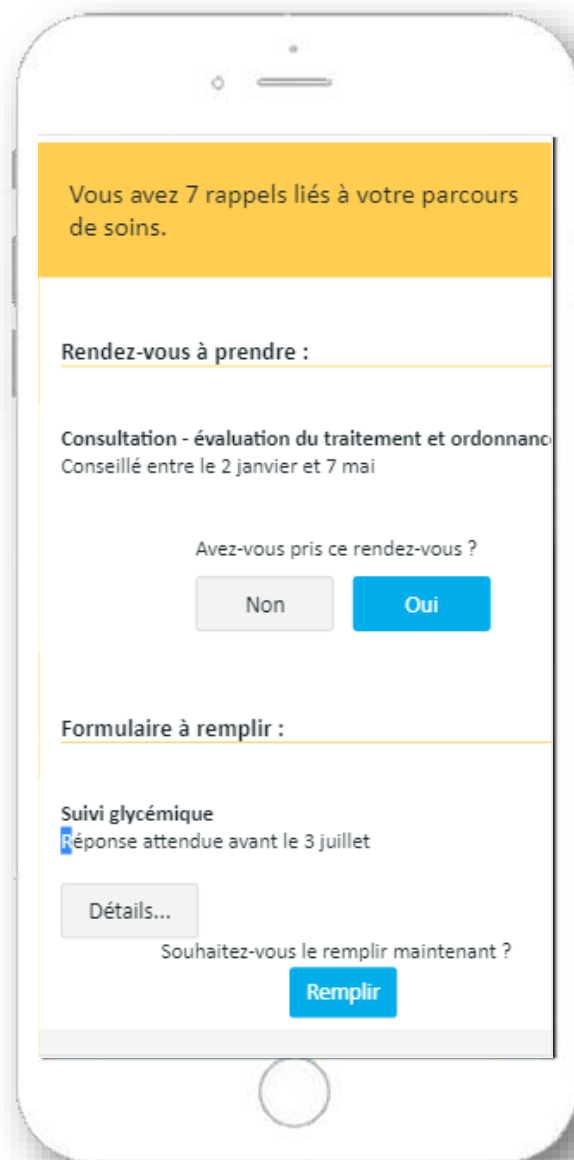 Vous avez 7 rappels liés à votre parcours
de soins.
Rendez-vous à prendre :
Consultation - évaluation du traitement et ordonnanc
Conseillé entre le 2 janvier et 7 mai
Avez-vous pris ce rendez-vous ?
Non Oui
Formulaire à remplir :
Suivi glycémique
Réponse attendue avant le 3 juillet
Détails...
Souhaitez-vous le remplir maintenant ?
Remplir